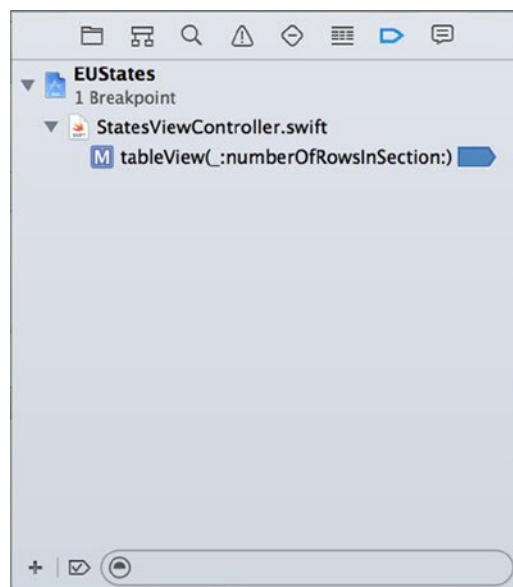 EUStates
1 Breakpoint
StatesViewController.swift
M tableView(_:numberOfRowsInSection:)